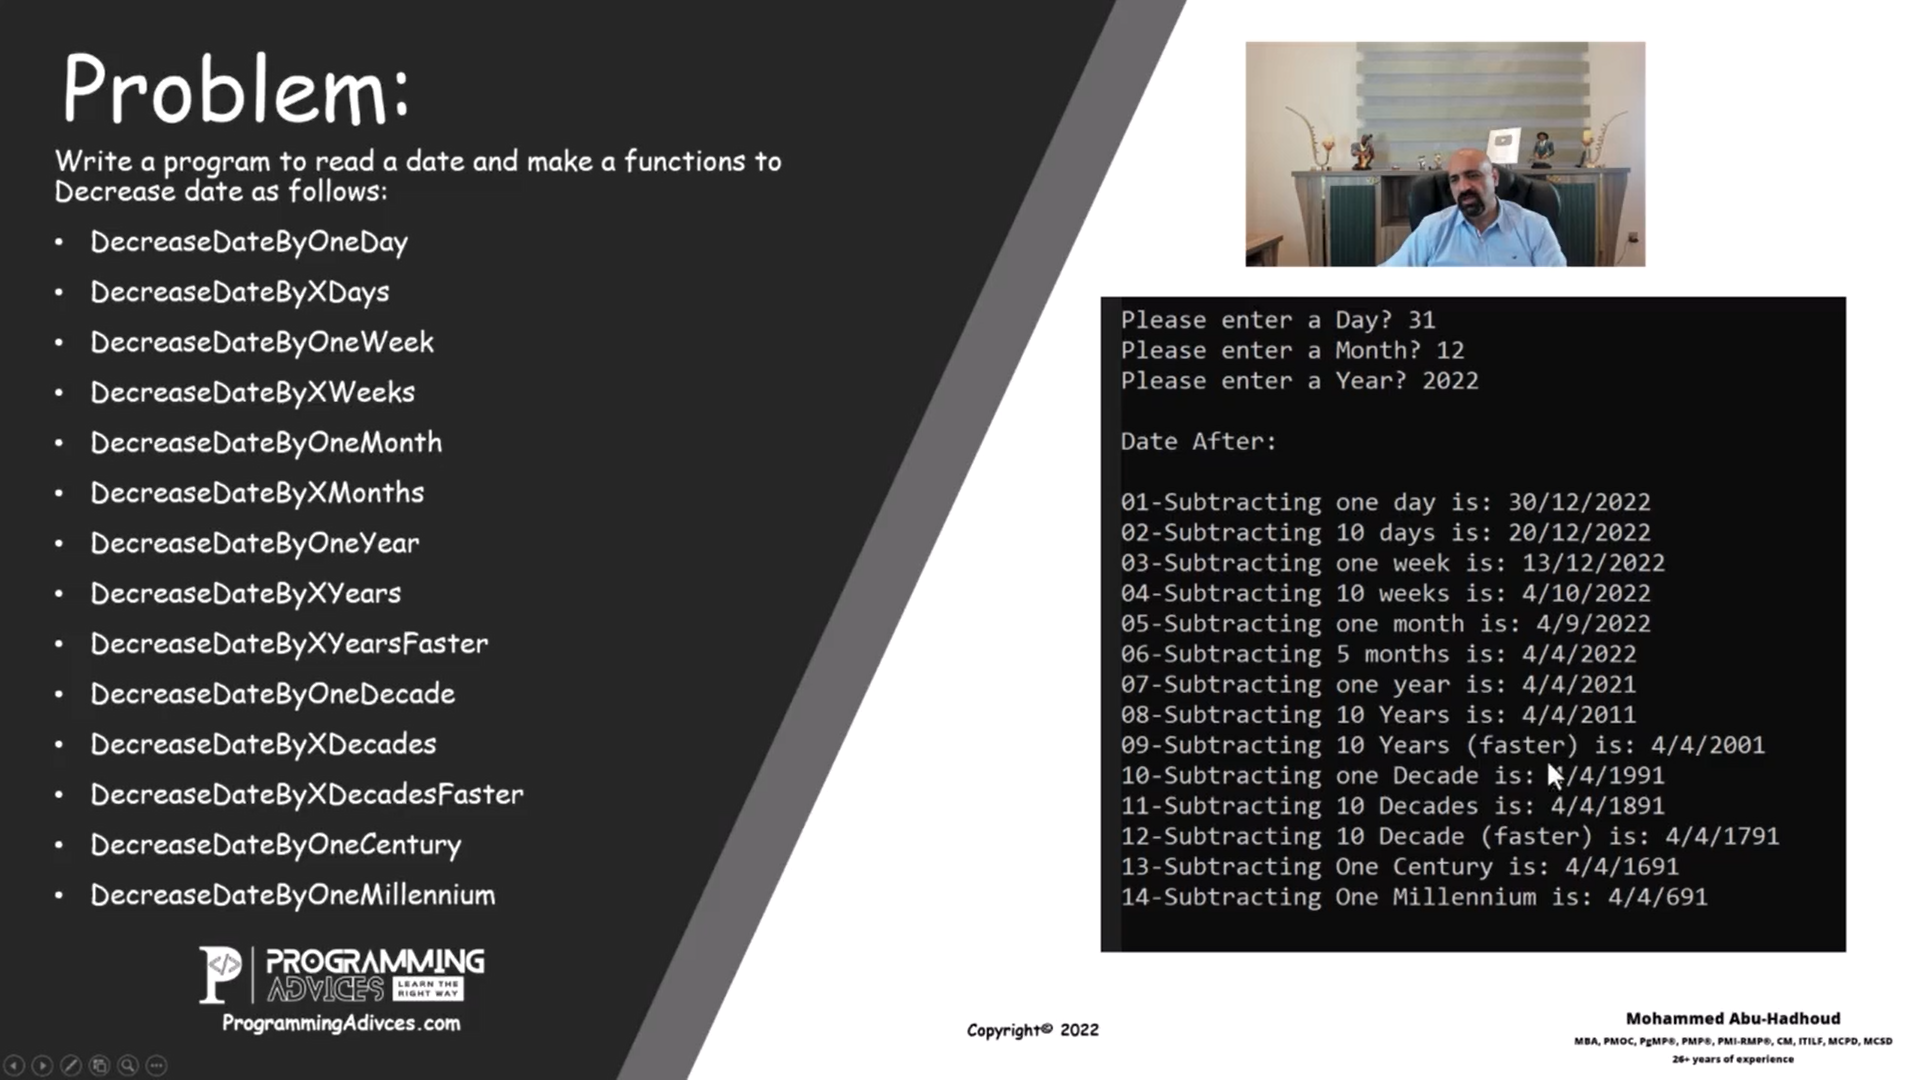 Problem:
Write a program to read a date and make a functions to
Decrease date as follows:
• DecreaseDateByOneDay
• DecreaseDateByXDays
• DecreaseDateByOneWeek
• DecreaseDateByXWeeks
• DecreaseDateByOneMonth
• DecreaseDateByXMonths
• DecreaseDateByOneYear
• DecreaseDateByXYears
• DecreaseDateByXYearsFaster
• DecreaseDateByOneDecade
• DecreaseDateByXDecades
• DecreaseDateByXDecadesFaster
• DecreaseDateByOneCentury
• DecreaseDateByOneMillennium
P </> PROGRAMMING
ADVICES LEARN THE
RIGHT WAY
ProgrammingAdivces.com
Please enter a Day? 31
Please enter a Month? 12
Please enter a Year? 2022
Date After:
01-Subtracting one day is: 30/12/2022
02-Subtracting 10 days is: 20/12/2022
03-Subtracting one week is: 13/12/2022
04-Subtracting 10 weeks is: 4/10/2022
05-Subtracting one month is: 4/9/2022
06-Subtracting 5 months is: 4/4/2022
07-Subtracting one year is: 4/4/2021
08-Subtracting 10 Years is: 4/4/2011
09-Subtracting 10 Years (faster) is: 4/4/2001
10-Subtracting one Decade is: /4/1991
11-Subtracting 10 Decades is: 4/4/1891
12-Subtracting 10 Decade (faster) is: 4/4/1791
13-Subtracting One Century is: 4/4/1691
14-Subtracting One Millennium is: 4/4/691
Copyright© 2022
Mohammed Abu-Hadhoud
MBA, PMOC, PgMP®, PMP®, PMI-RMP®, CM, ITILF, MCPD, MCSD
26+ years of experience